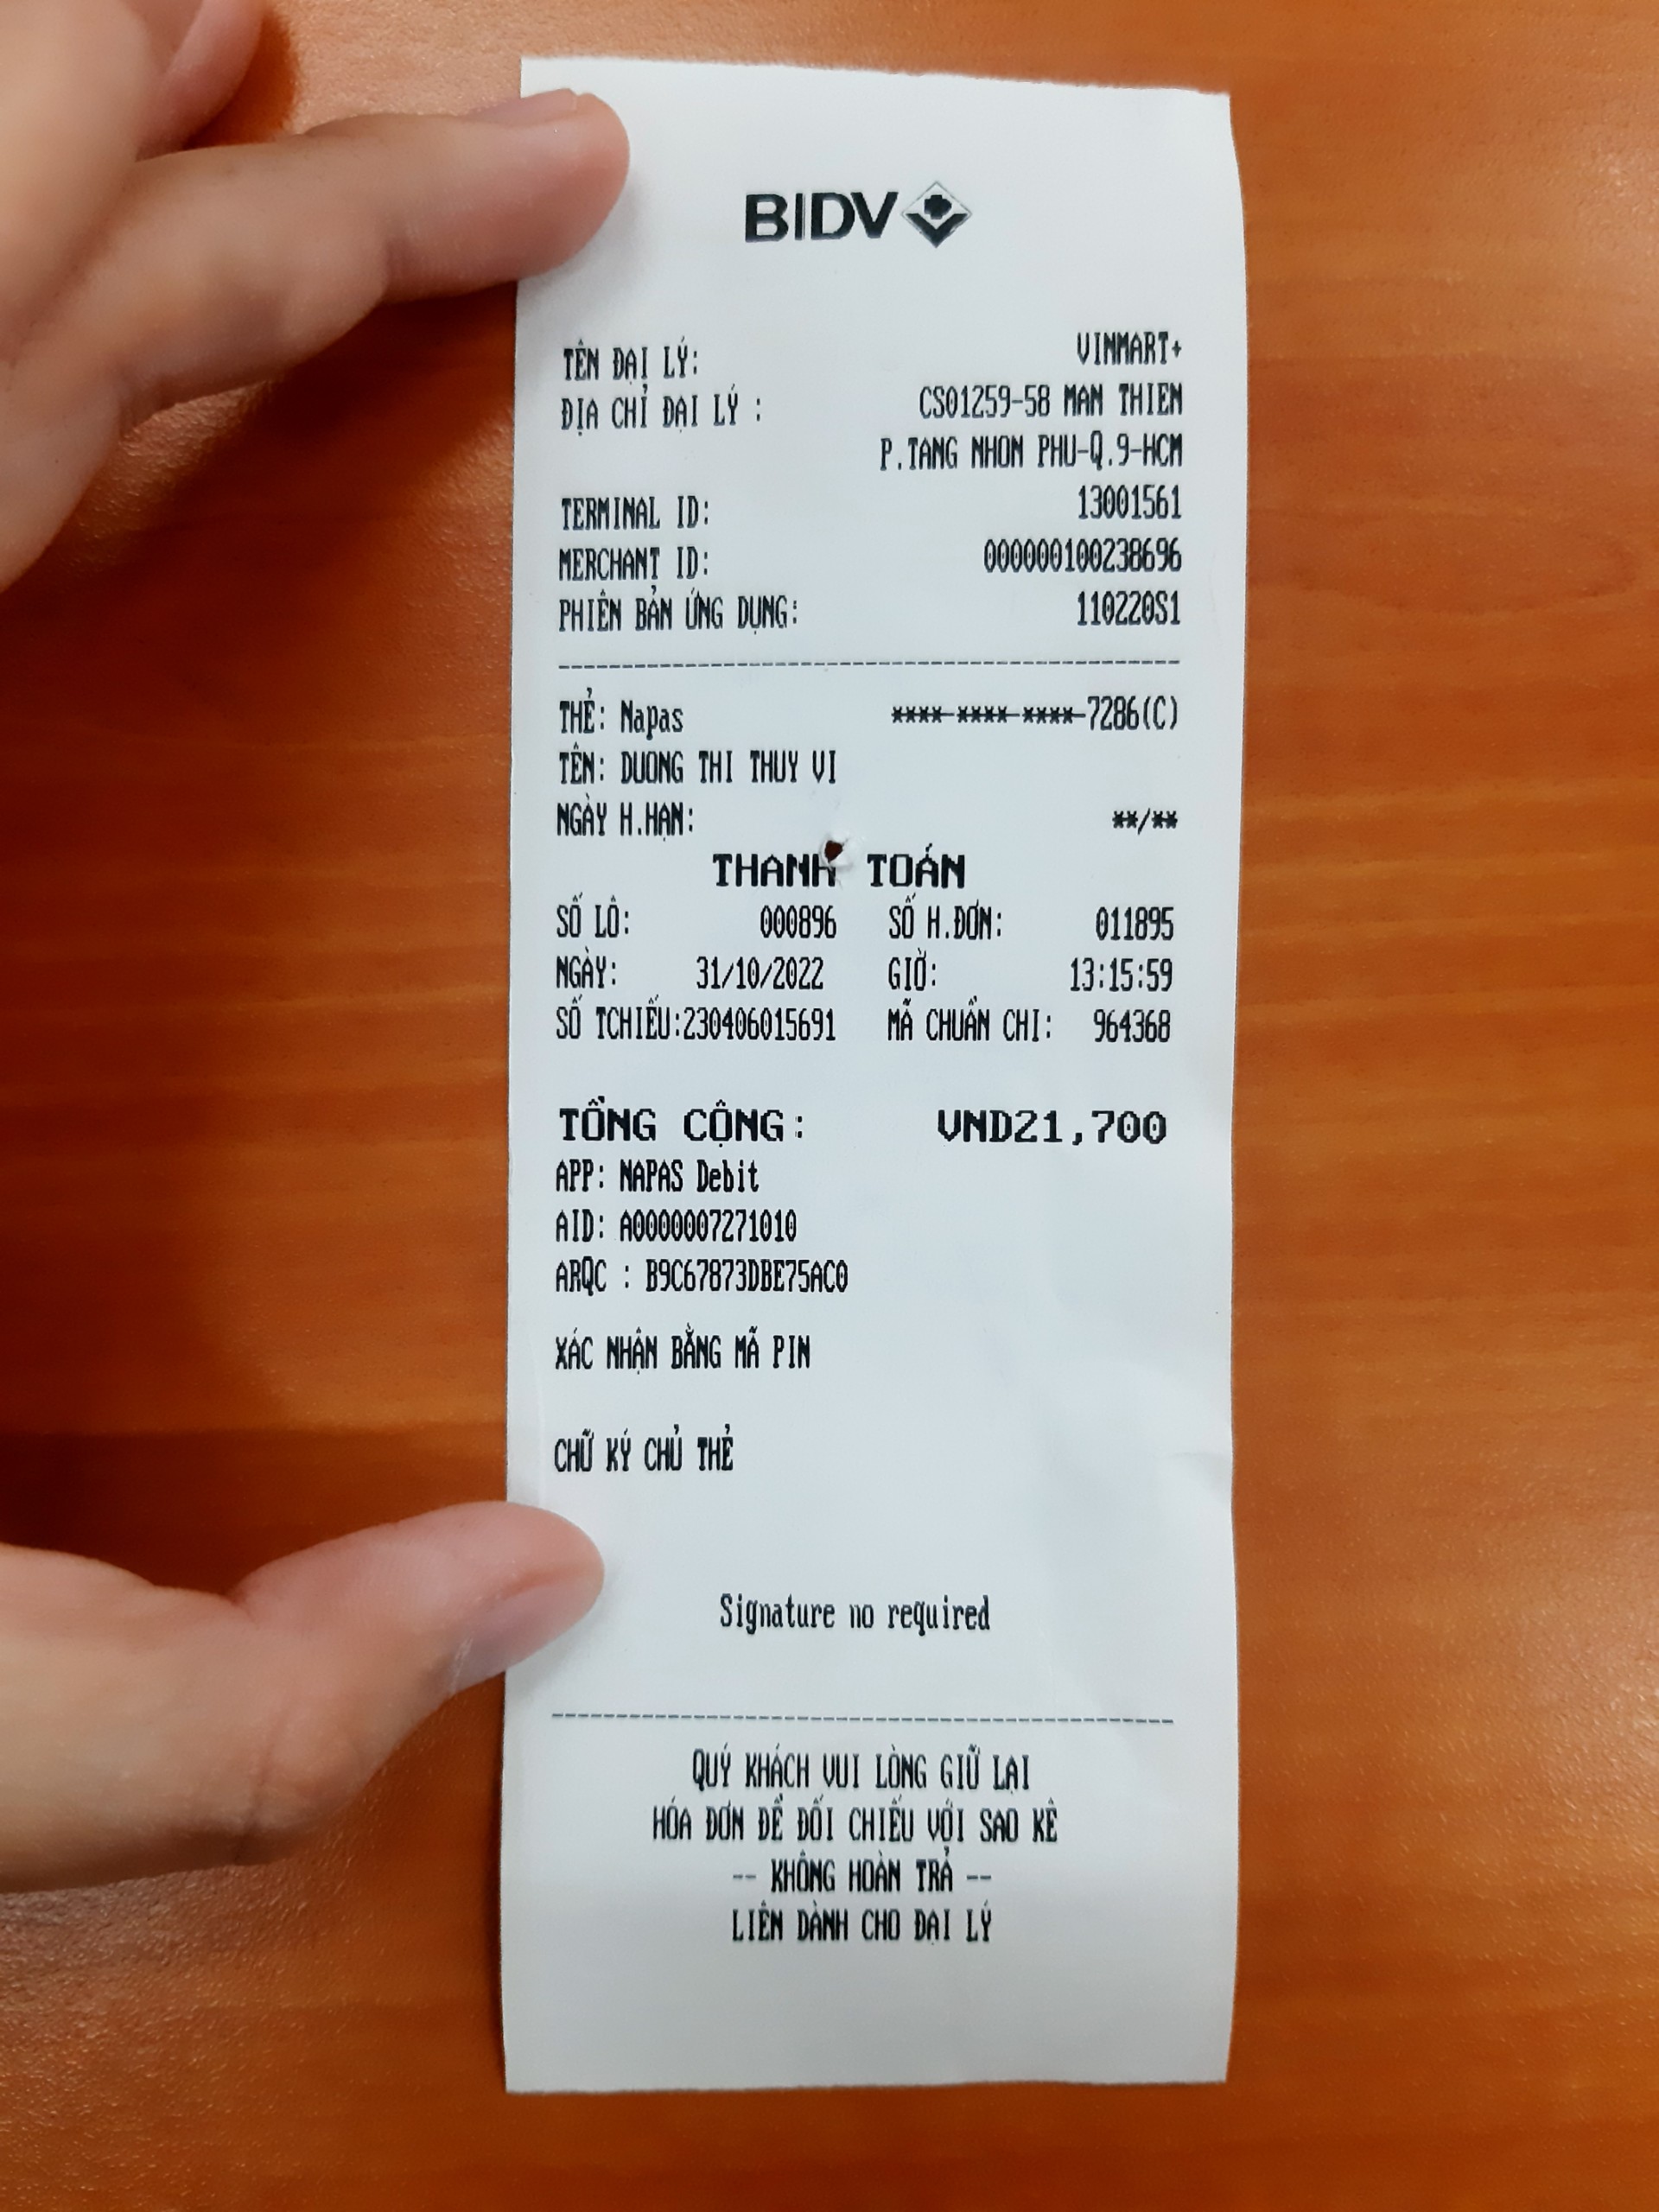 BIDV
TÊN ĐẠI LÝ: VINMART+
ĐỊA CHỈ ĐẠI LÝ : CS01259-58 MAN THIEN
P.TANG NHON PHU-Q.9-HCM
TERMINAL ID: 13001561
MERCHANT ID: 000000100238696
PHIÊN BẢN ỨNG DỤNG: 110220S1
THẺ: Napas ****-****-****-7286(C)
TÊN: DUONG THI THUY VI
NGÀY H.HẠN: **/**
THANH TOÁN
SỐ LÔ: 000896 SỐ H.ĐƠN: 011895
NGÀY: 31/10/2022 GIỜ: 13:15:59
SỐ TCHIẾU:230406015691 MÃ CHUẨN CHI: 964368
TỔNG CỘNG: VND21,700
APP: NAPAS Debit
AID: A0000007271010
ARQC : B9C67873DBE75AC0
XÁC NHẬN BẰNG MÃ PIN
CHỮ KÝ CHỦ THẺ
Signature no required
QUÝ KHÁCH VUI LÒNG GIỮ LẠI
HÓA ĐƠN ĐỂ ĐỐI CHIẾU VỚI SAO KÊ
-- KHÔNG HOÀN TRẢ --
LIÊN DÀNH CHO ĐẠI LÝ